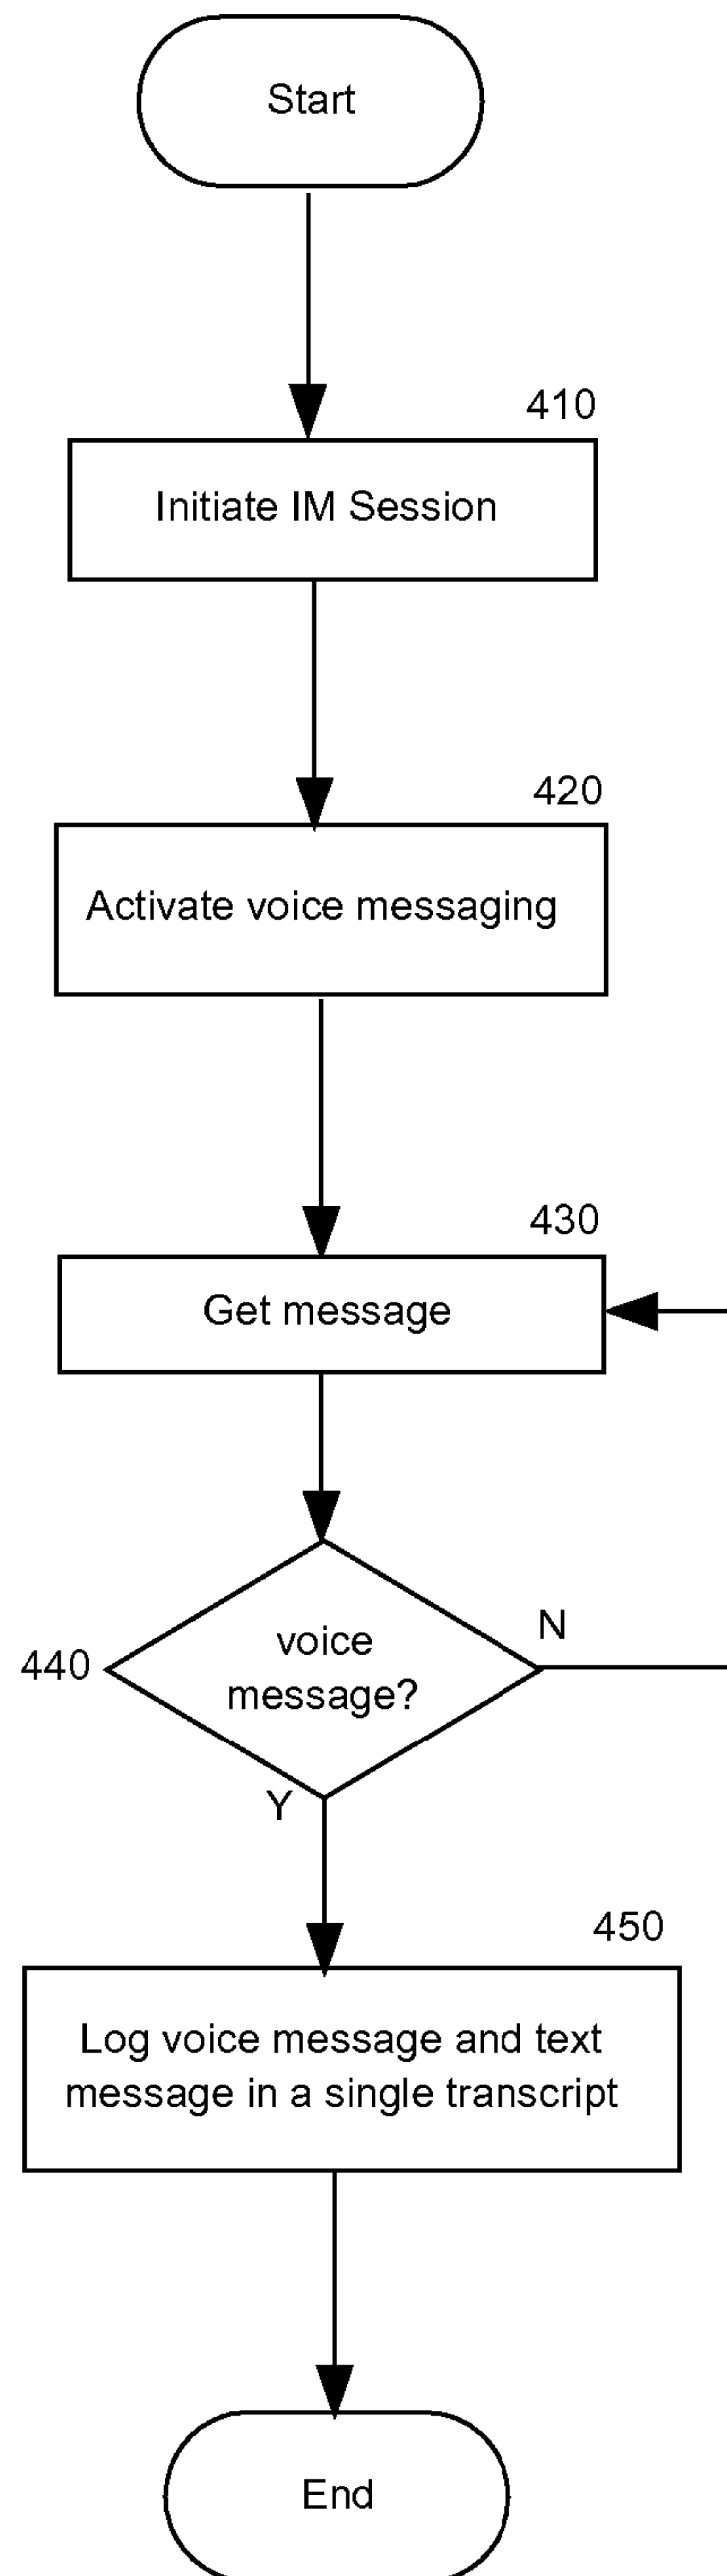 Start
410
Initiate IM Session
420
Activate voice messaging
430
Get message
N
voice
440
message?
Y
450
Log voice message and text
message in a single transcript
End